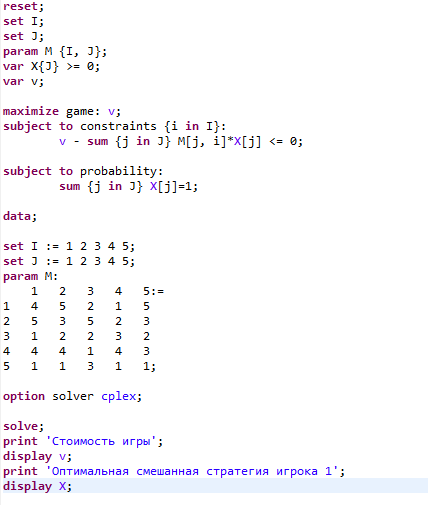 reset;
set I;
set J;
param M {I, J};
var X{J} >= 0;
var v;
maximize game: v;
subject to constraints {i in I}:
v - sum {j in J} M[j, i]*X[j] <= 0;
subject to probability:
sum {j in J} X[j]=1;
data;
set I := 1 2 3 4 5;
set J := 1 2 3 4 5;
param M:
1 2 3 4 5:=
1 4 5 2 1 5
2 5 3 5 2 3
3 1 2 2 3 2
4 4 4 1 4 3
5 1 1 3 1 1;
option solver cplex;
solve;
print 'Стоимость игры';
display v;
print 'Оптимальная смешанная стратегия игрока 1';
display X;